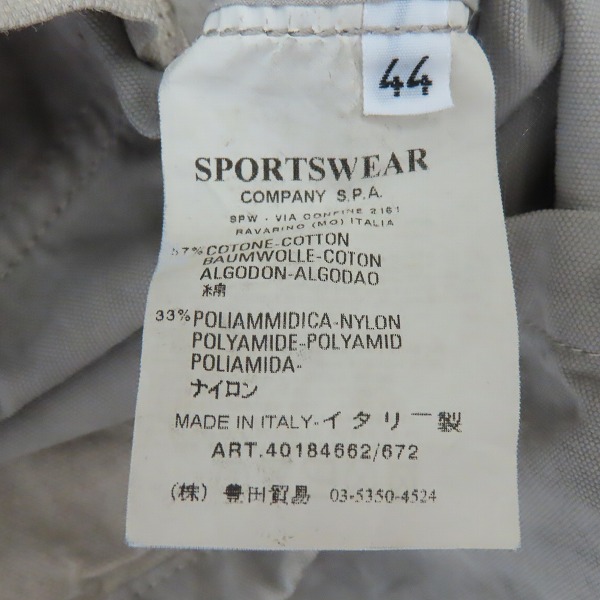 44
SPORTSWEAR
COMPANY S.P.A.
SPW - VIA CONFINE 2161
RAVARINO (MO) ITALIA
57% COTONE-COTTON
BAUMWOLLE-COTON
ALGODON-ALGODAO
綿
33% POLIAMMIDICA-NYLON
POLYAMIDE-POLYAMID
POLIAMIDA-
ナイロン
MADE IN ITALY-イタリー製
ART.40184662/672
(株) 豊田貿易 03-5350-4524